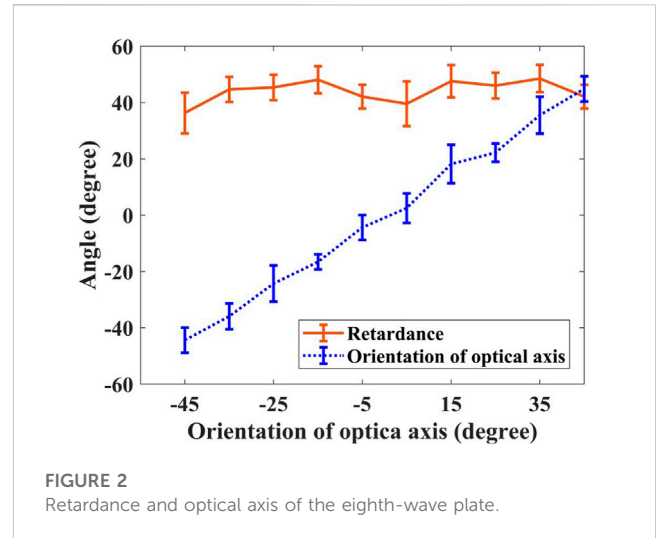 60
40
20
0
-20
-40
-60
Angle (degree)
Retardance
Orientation of optical axis
-45 -25 -5 15 35
Orientation of optica axis (degree)
FIGURE 2
Retardance and optical axis of the eighth-wave plate.